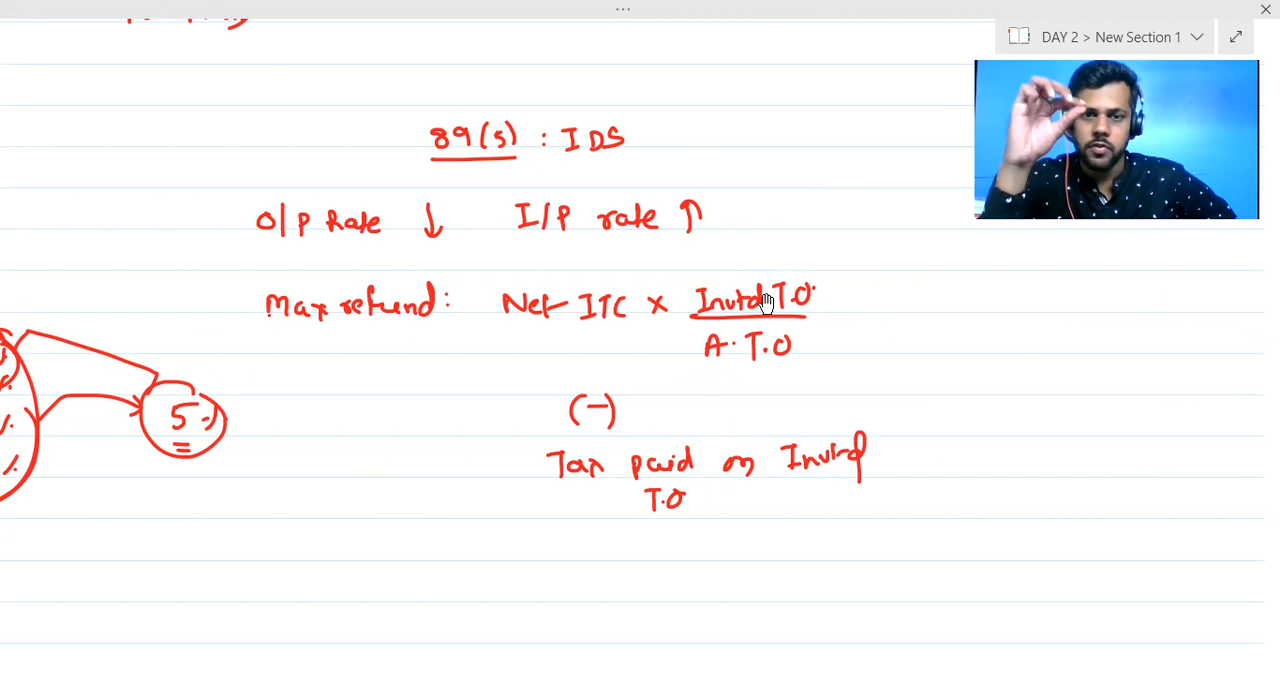 DAY 2 > New Section 1
89(5) : IDS
O/P Rate ↓ I/P rate ↑
Max refund : Net ITC × Invtd T.O.
A. T.O
(-)
5%
Tax paid on Invtd
T.O